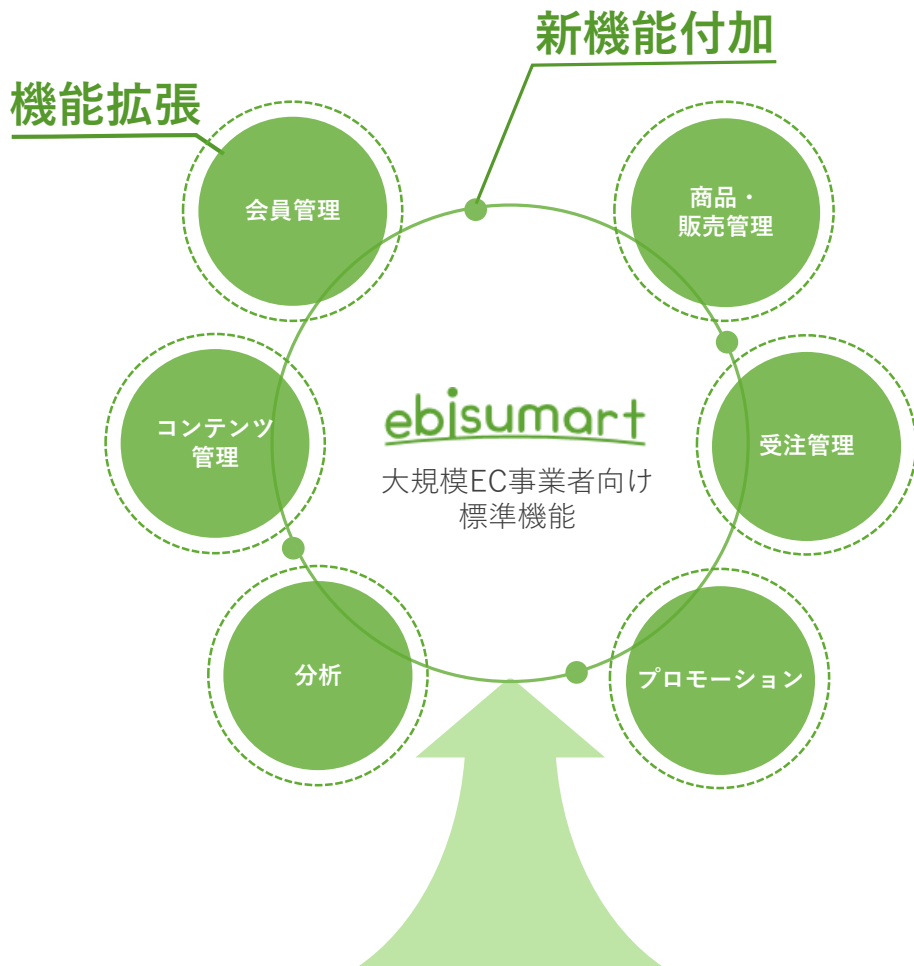 新機能付加
機能拡張
会員管理
商品・
販売管理
コンテンツ
管理
ebisumart
大規模EC事業者向け
標準機能
受注管理
分析
プロモーション